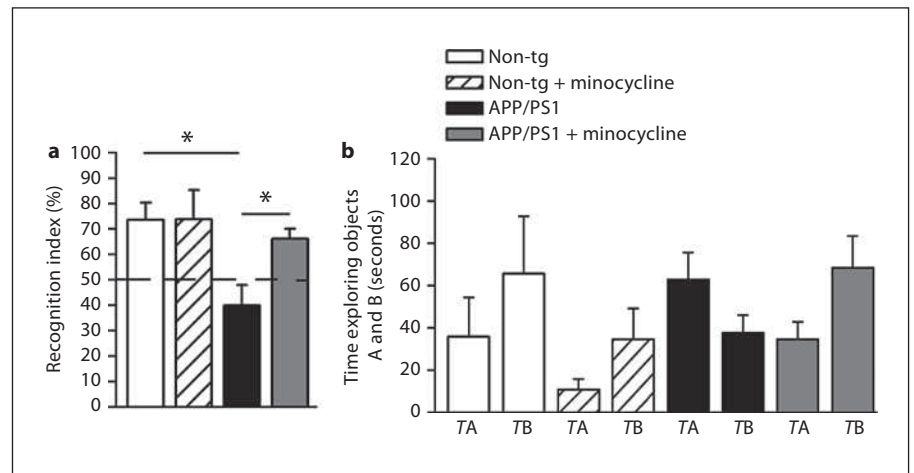 Non-tg
Non-tg + minocycline
APP/PS1
APP/PS1 + minocycline
a
*
*
Recognition index (%)
100
90
80
70
60
50
40
30
20
10
0
b
Time exploring objects
A and B (seconds)
120
100
80
60
40
20
0
TA TB TA TB TA TB TA TB